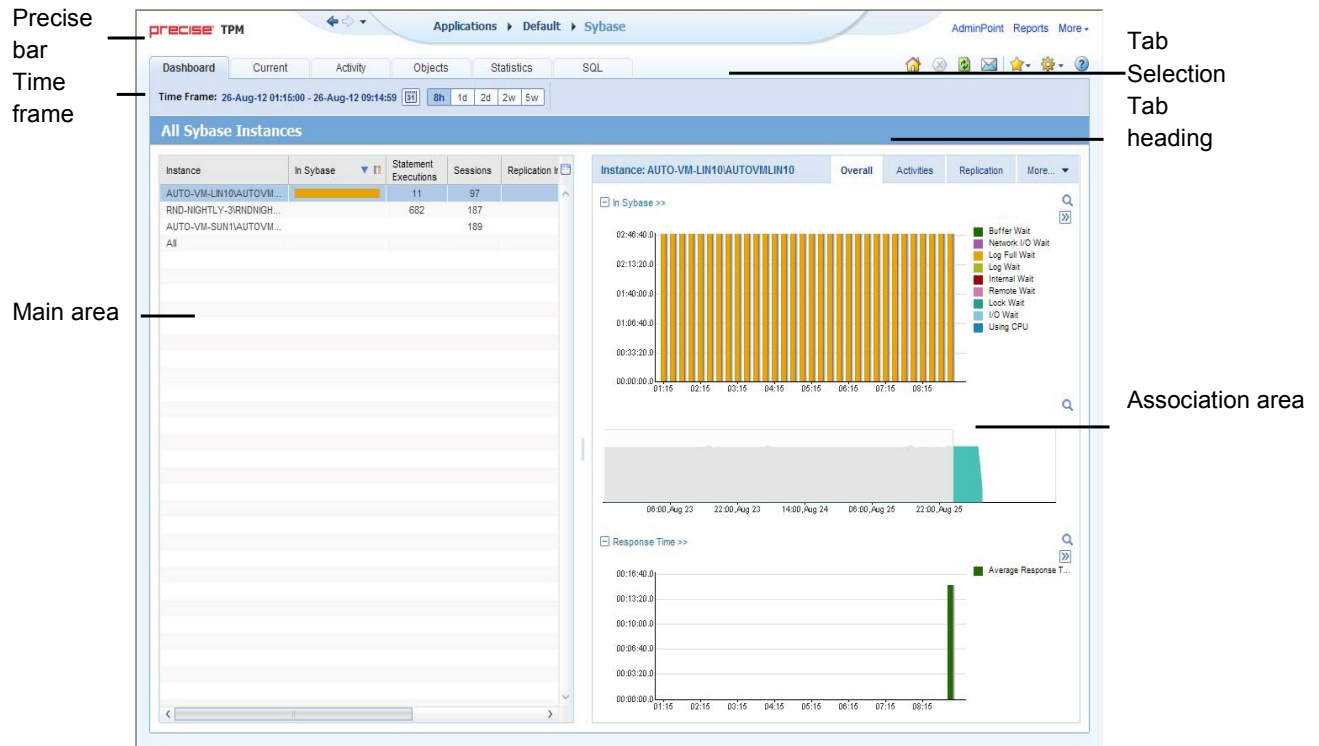 Precise
bar
Time
frame
Main area
Tab
Selection
Tab
heading
Association area
precise TPM
Applications Default Sybase
AdminPoint Reports More
Dashboard Current Activity Objects Statistics SQL
Time Frame: 26-Aug-12 01:15:00 - 26-Aug-12 09:14:59 31 8h 1d 2d 2w 5w
All Sybase Instances
Instance In Sybase Statement Executions Sessions Replication
AUTO-VM-LIN10\AUTOVM... 11 97
RND-NIGHTLY-3\RNDNIGH... 682 187
AUTO-VM-SUN1\AUTOVM... 189
All
Instance: AUTO-VM-LIN10\AUTOVMLIN10 Overall Activities Replication More...
In Sybase >>
02:46:40.0
02:13:20.0
01:40:00.0
01:06:40.0
00:33:20.0
00:00:00.0
01:15 02:15 03:15 04:15 05:15 06:15 07:15 08:15
Buffer Wait
Network I/O Wait
Log Full Wait
Log Wait
Internal Wait
Remote Wait
Lock Wait
I/O Wait
Using CPU
06:00,Aug 23 22:00,Aug 23 14:00,Aug 24 06:00,Aug 25 22:00,Aug 25
Response Time >>
00:16:40.0
00:13:20.0
00:10:00.0
00:06:40.0
00:03:20.0
00:00:00.0
01:15 02:15 03:15 04:15 05:15 06:15 07:15 08:15
Average Response T...